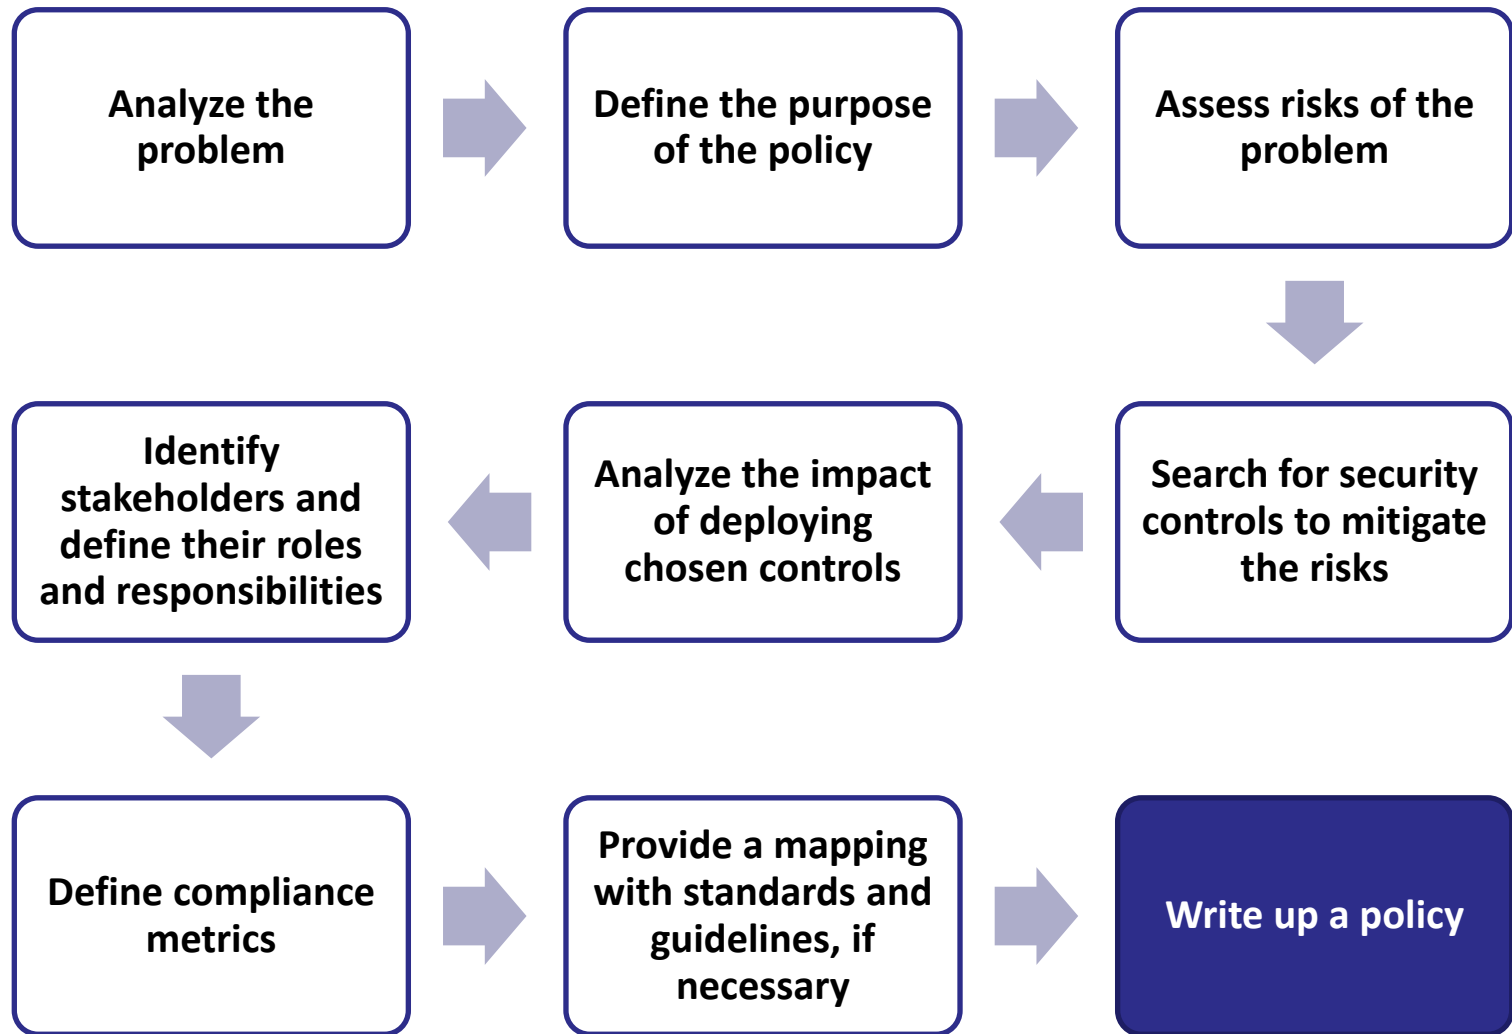 Analyze the
problem
Define the purpose
of the policy
Assess risks of the
problem
Search for security
controls to mitigate
the risks
Analyze the impact
of deploying
chosen controls
Identify
stakeholders and
define their roles
and responsibilities
Define compliance
metrics
Provide a mapping
with standards and
guidelines, if
necessary
Write up a policy